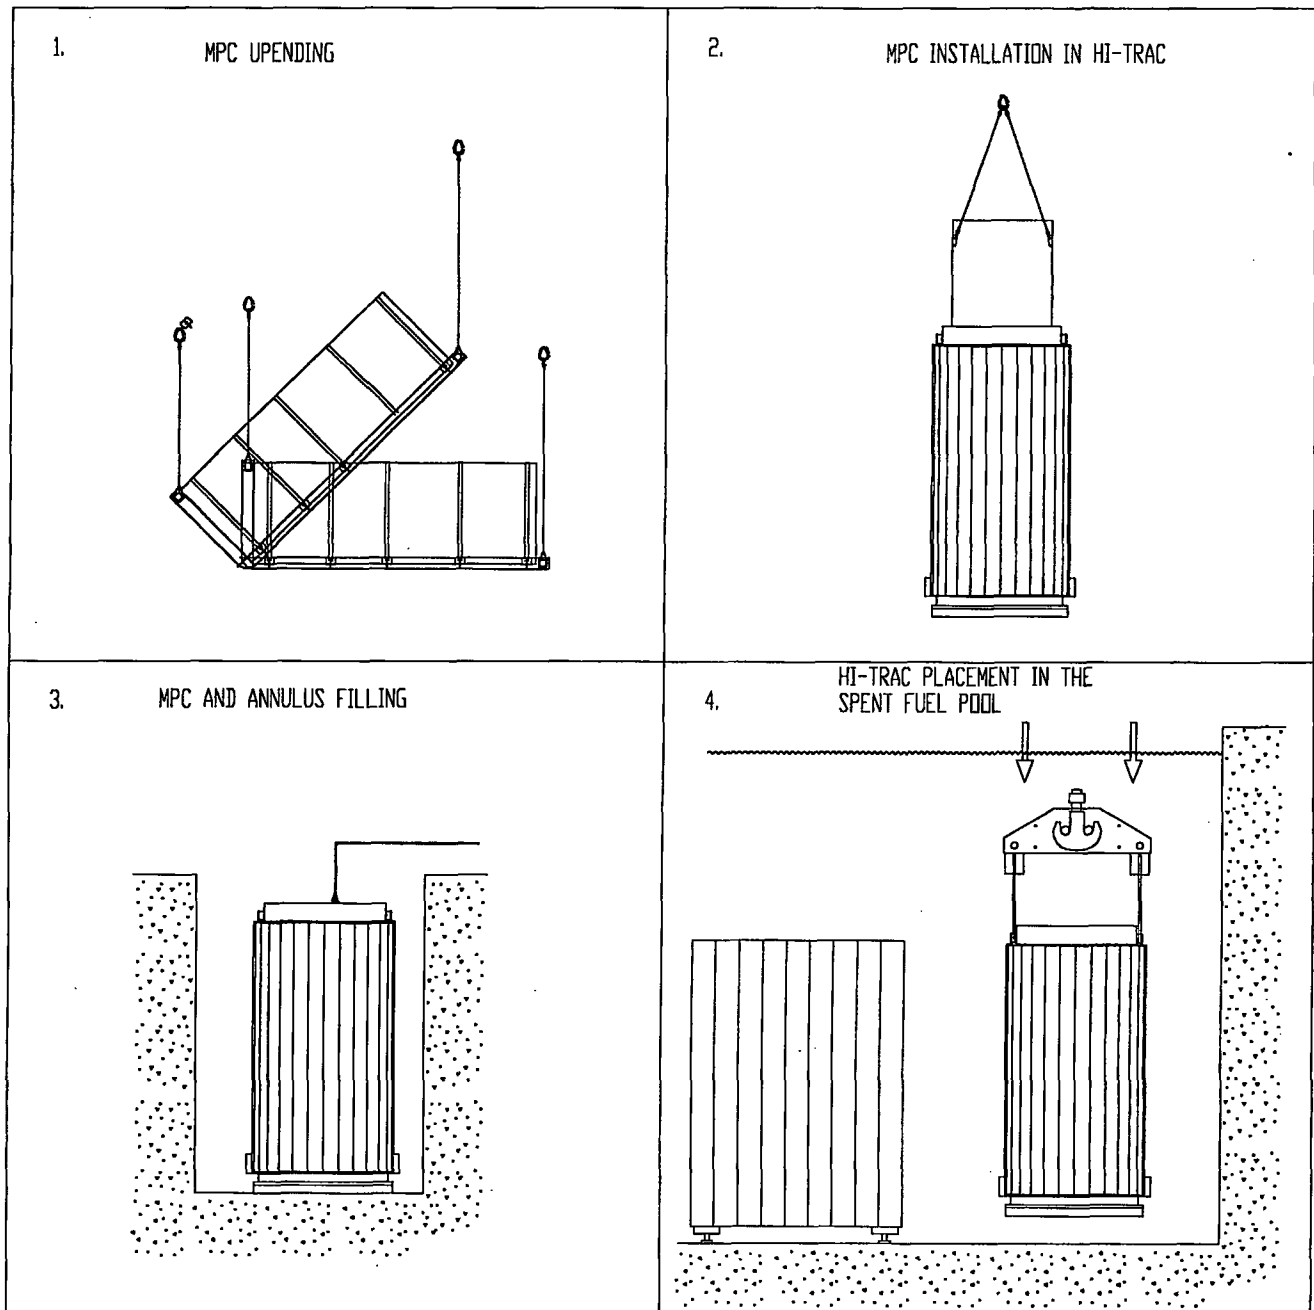 1.
MPC UPENDING
2.
MPC INSTALLATION IN HI-TRAC
3.
MPC AND ANNULUS FILLING
4.
HI-TRAC PLACEMENT IN THE
SPENT FUEL POOL